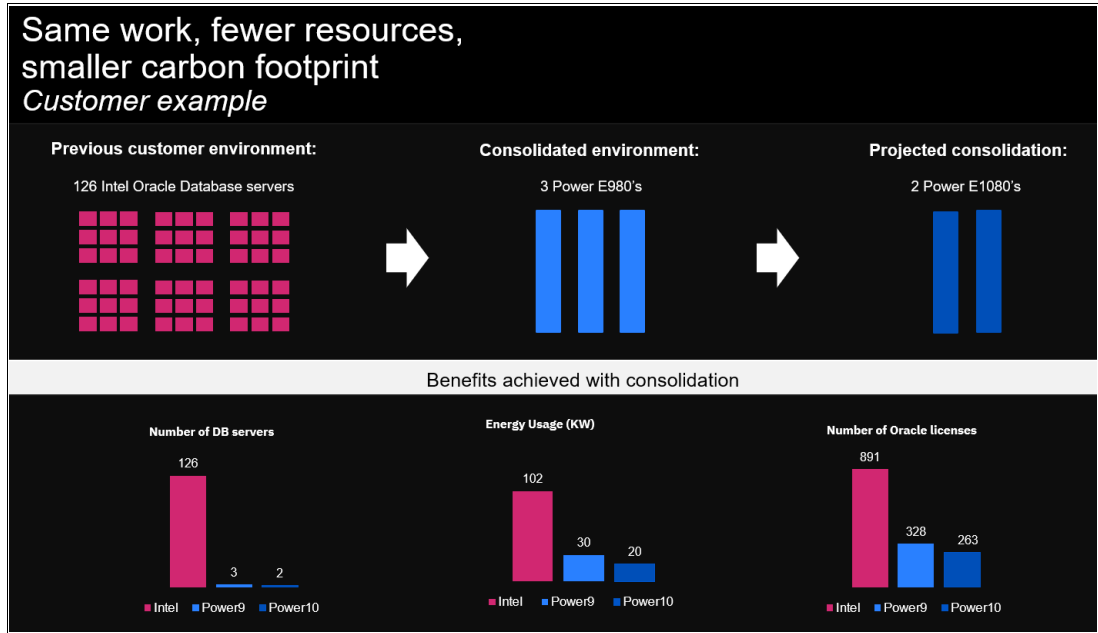 Same work, fewer resources,
smaller carbon footprint
Customer example
Previous customer environment:
126 Intel Oracle Database servers
Consolidated environment:
3 Power E980's
Projected consolidation:
2 Power E1080's
Benefits achieved with consolidation
Number of DB servers
126
3
2
Intel Power9 Power10
Energy Usage (KW)
102
30
20
Intel Power9 Power10
Number of Oracle licenses
891
328
263
Intel Power9 Power10